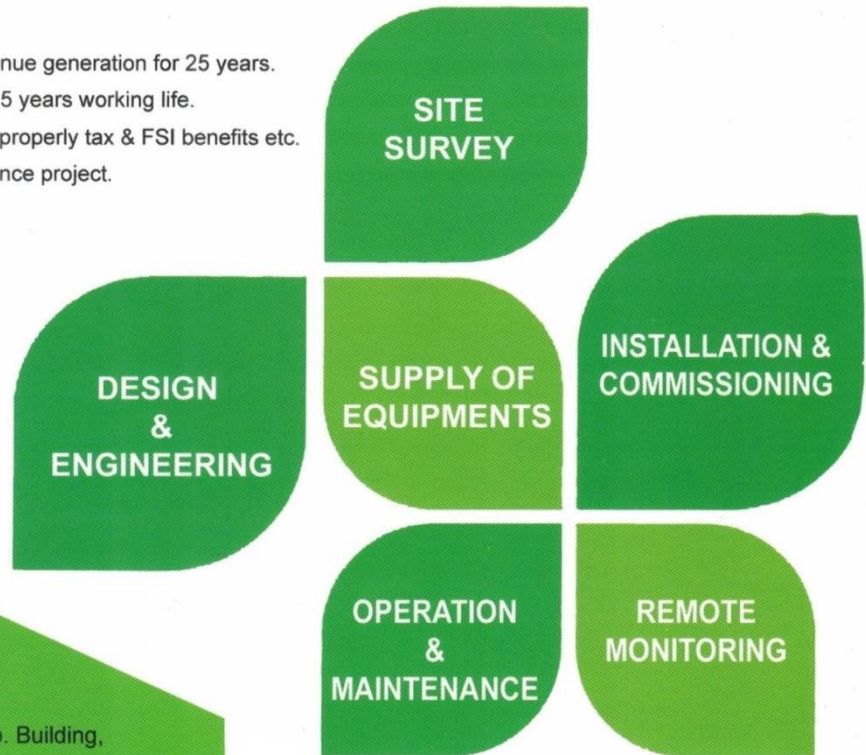 nue generation for 25 years.
5 years working life.
properly tax & FSI benefits etc.
nce project.
SITE
SURVEY
DESIGN
&
ENGINEERING
SUPPLY OF
EQUIPMENTS
INSTALLATION &
COMMISSIONING
OPERATION
&
MAINTENANCE
REMOTE
MONITORING
. Building,